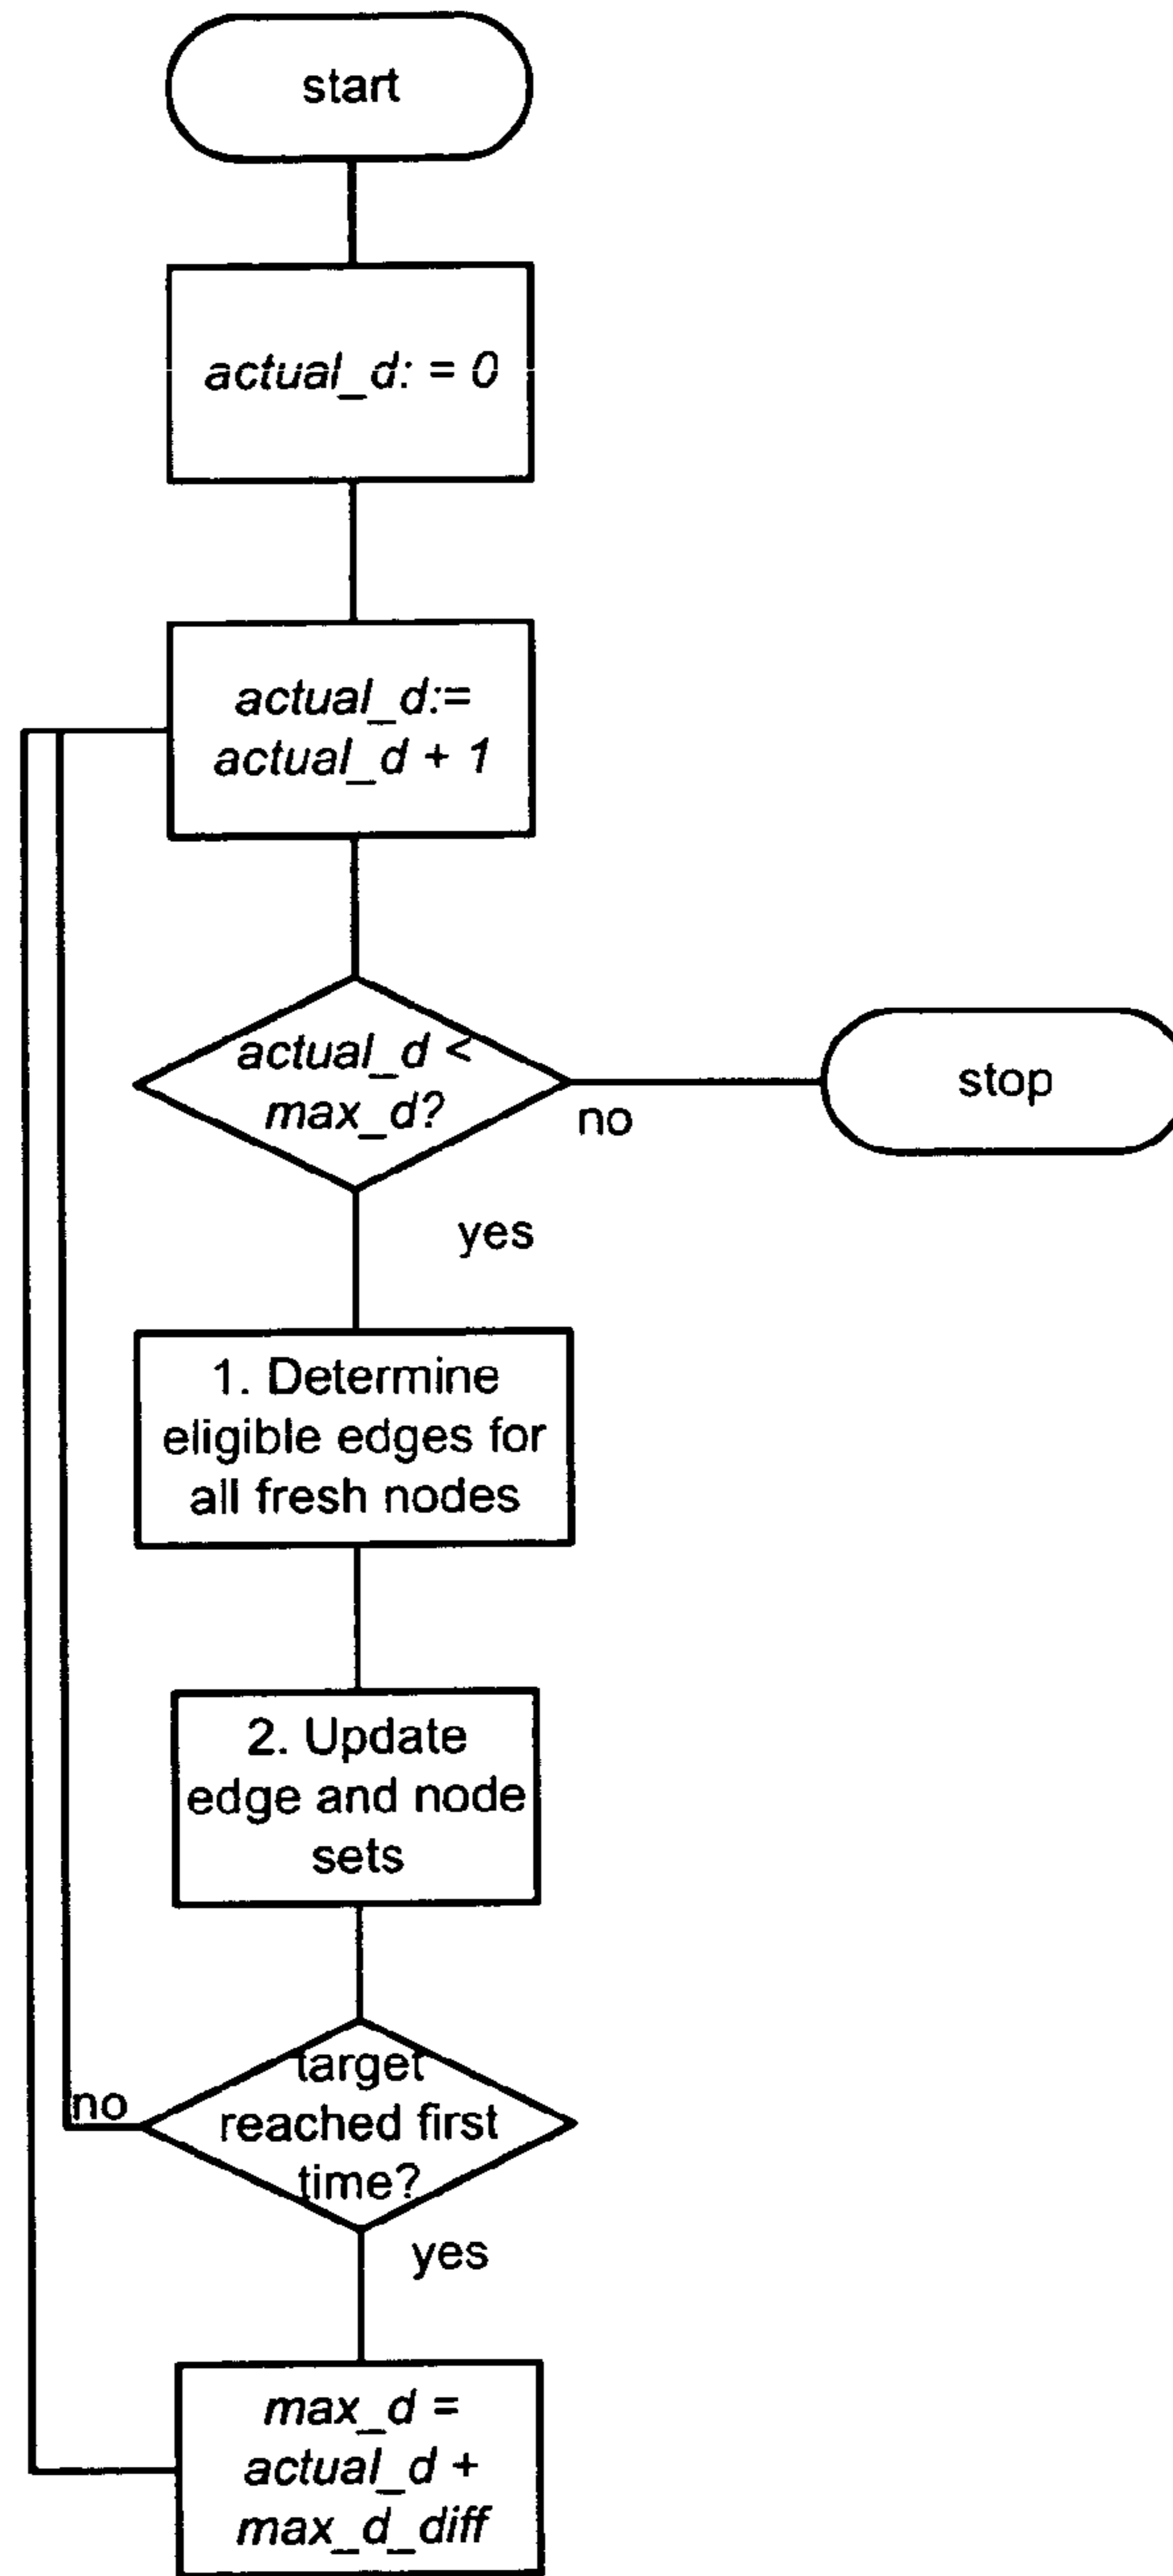 start
actual_d: = 0
actual_d:=
actual_d + 1
actual_d <
max_d?
no
stop
yes
1. Determine
eligible edges for
all fresh nodes
2. Update
edge and node
sets
target
reached first
time?
no
yes
max_d =
actual_d +
max_d_diff